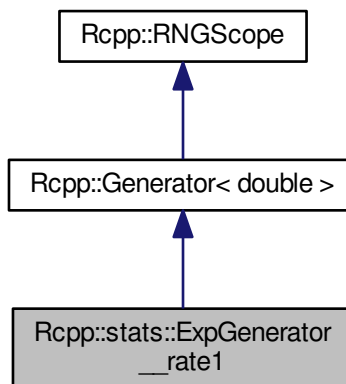 Rcpp::RNGScope
Rcpp::Generator< double >
Rcpp::stats::ExpGenerator
__rate1